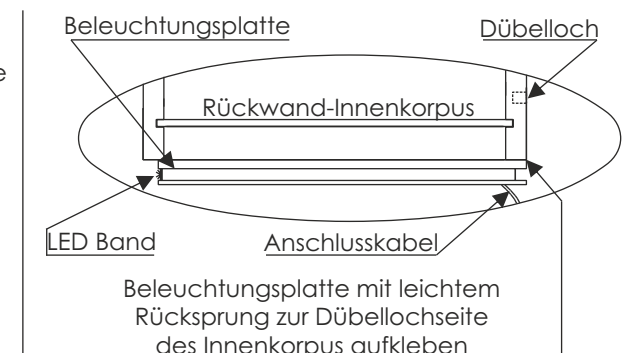 Beleuchtungsplatte
Dübelloch
e
Rückwand-Innenkorpus
LED Band
Anschlusskabel
Beleuchtungsplatte mit leichtem
Rücksprung zur Dübellochseite
des Innenkorpus aufkleben